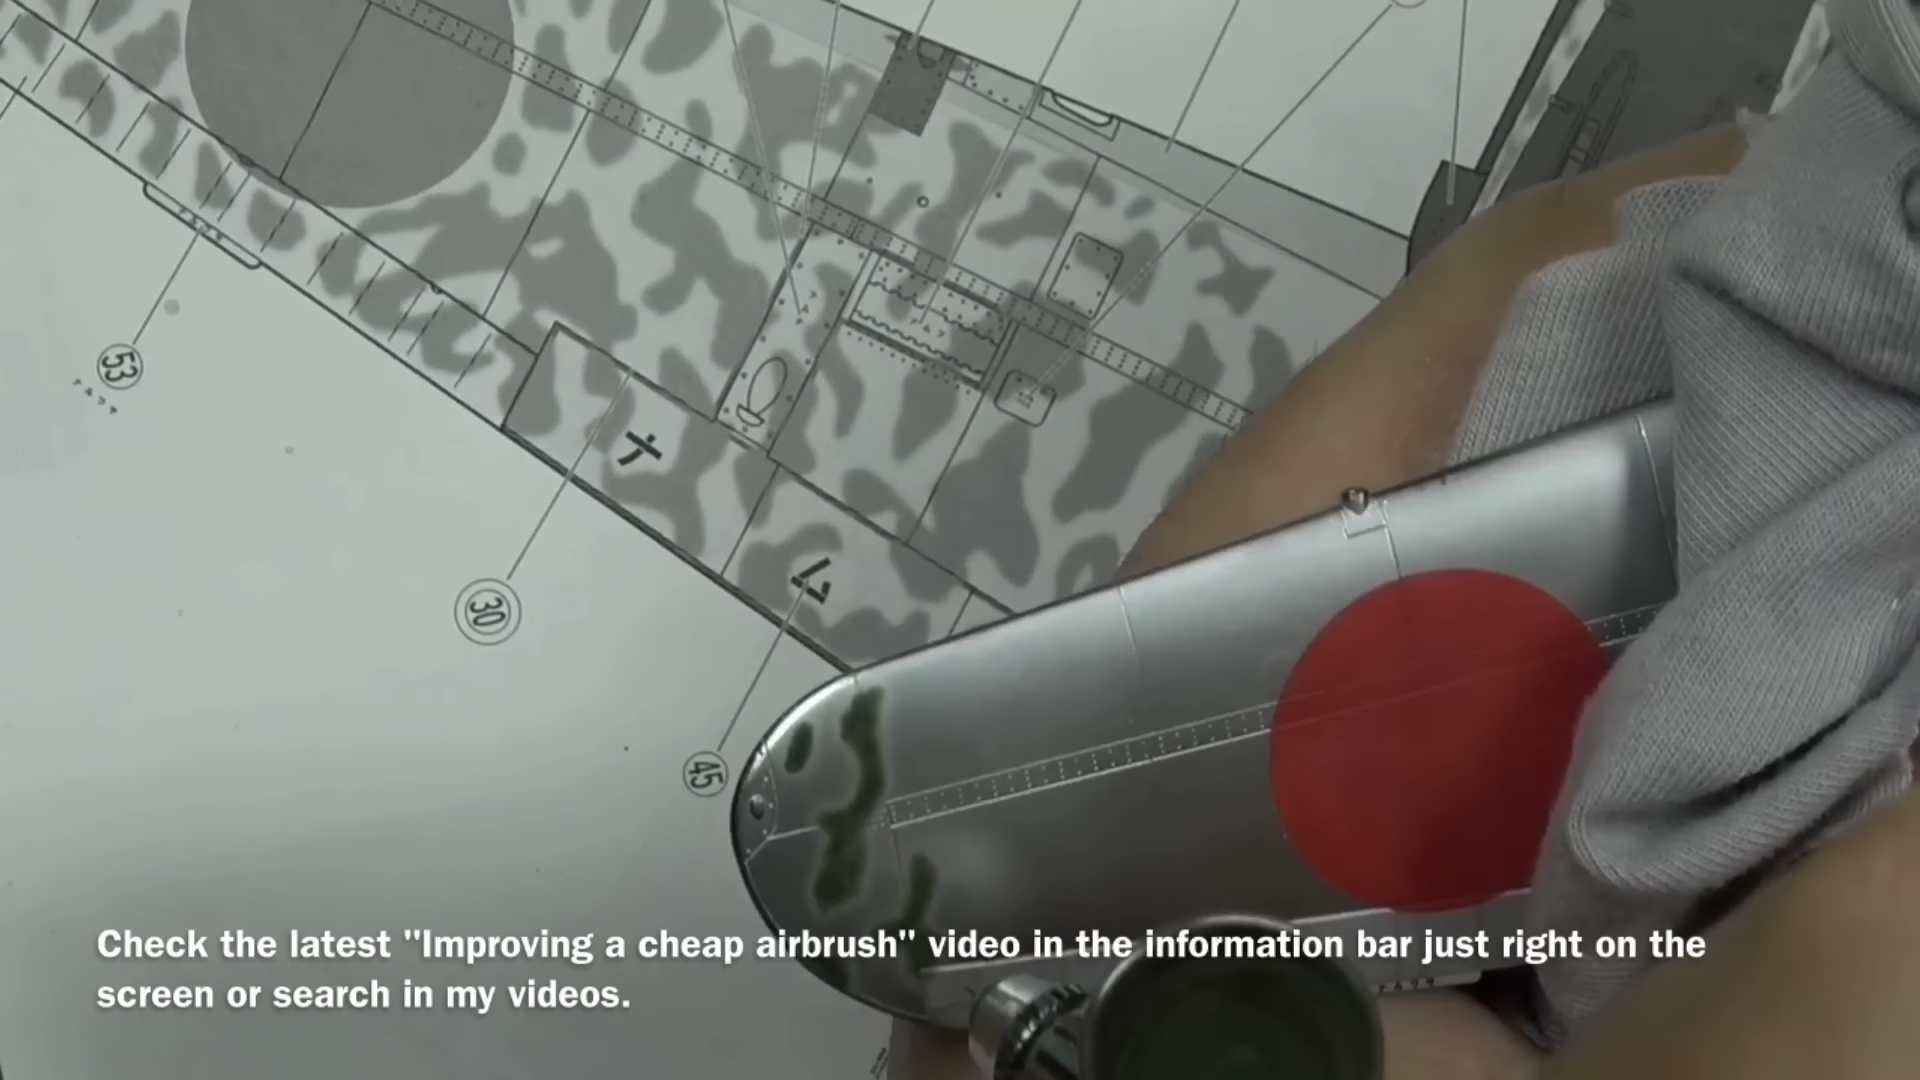 53
ナ
ム
30
45
Check the latest "Improving a cheap airbrush" video in the information bar just right on the
screen or search in my videos.